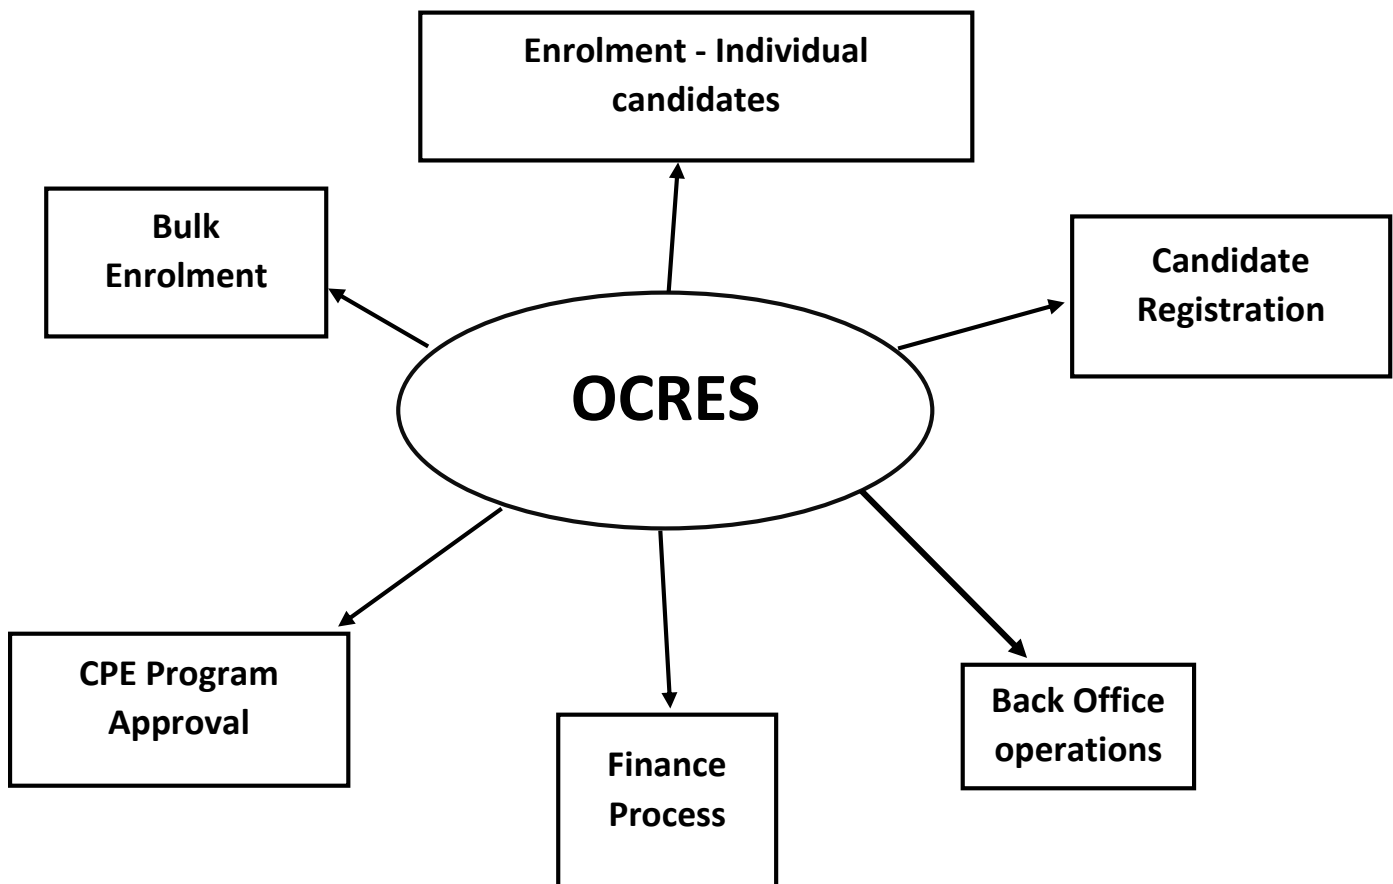 Enrolment - Individual
candidates
Bulk
Enrolment
Candidate
Registration
OCRES
CPE Program
Approval
Back Office
operations
Finance
Process